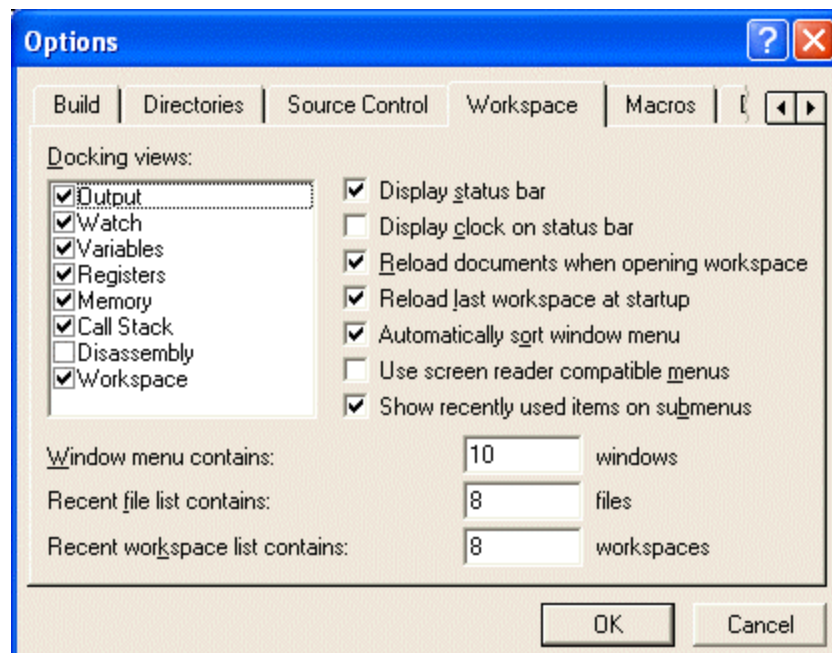 Options
Build Directories Source Control Workspace Macros
Docking views:
Output
Watch
Variables
Registers
Memory
Call Stack
Disassembly
Workspace
Display status bar
Display clock on status bar
Reload documents when opening workspace
Reload last workspace at startup
Automatically sort window menu
Use screen reader compatible menus
Show recently used items on submenus
Window menu contains: 10 windows
Recent file list contains: 8 files
Recent workspace list contains: 8 workspaces
OK Cancel